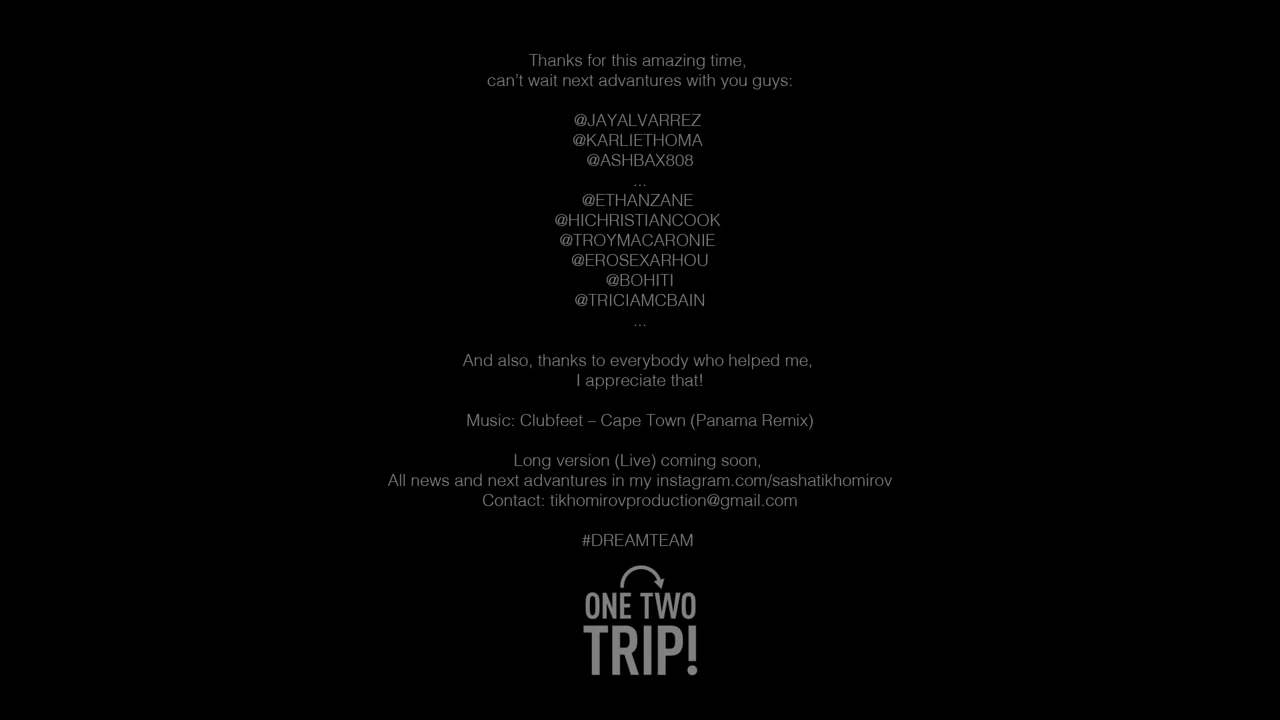 Thanks for this amazing time,
can't wait next advantures with you guys:
@JAYALVARREZ
@KARLIETHOMA
@ASHBAX808
...
@ETHANZANE
@HICHRISTIANCOOK
@TROYMACARONIE
@EROSEXARHOU
@BOHITI
@TRICIAMCBAIN
...
And also, thanks to everybody who helped me,
I appreciate that!
Music: Clubfeet – Cape Town (Panama Remix)
Long version (Live) coming soon,
All news and next advantures in my instagram.com/sashatikhomirov
Contact: tikhomirovproduction@gmail.com
#DREAMTEAM
ONE TWO
TRIP!